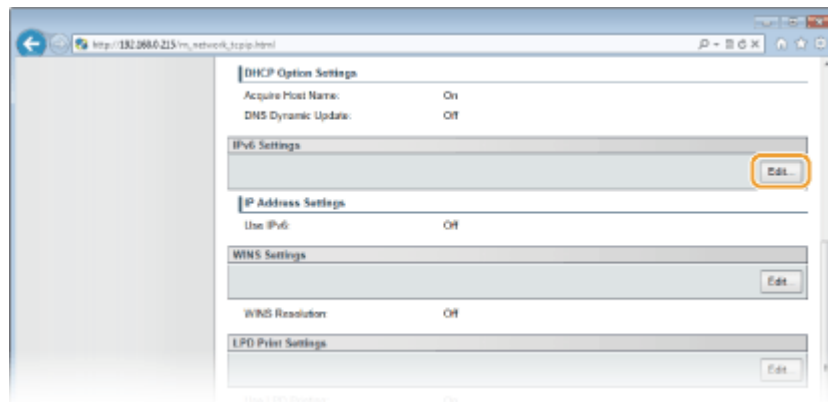 http://192.168.0.215/m_network_tcpip.html
DHCP Option Settings
Acquire Host Name: On
DNS Dynamic Update: Off
IPv6 Settings
Edit...
IP Address Settings
Use IPv6: Off
WINS Settings
Edit...
WINS Resolution: Off
LPD Print Settings
Edit...